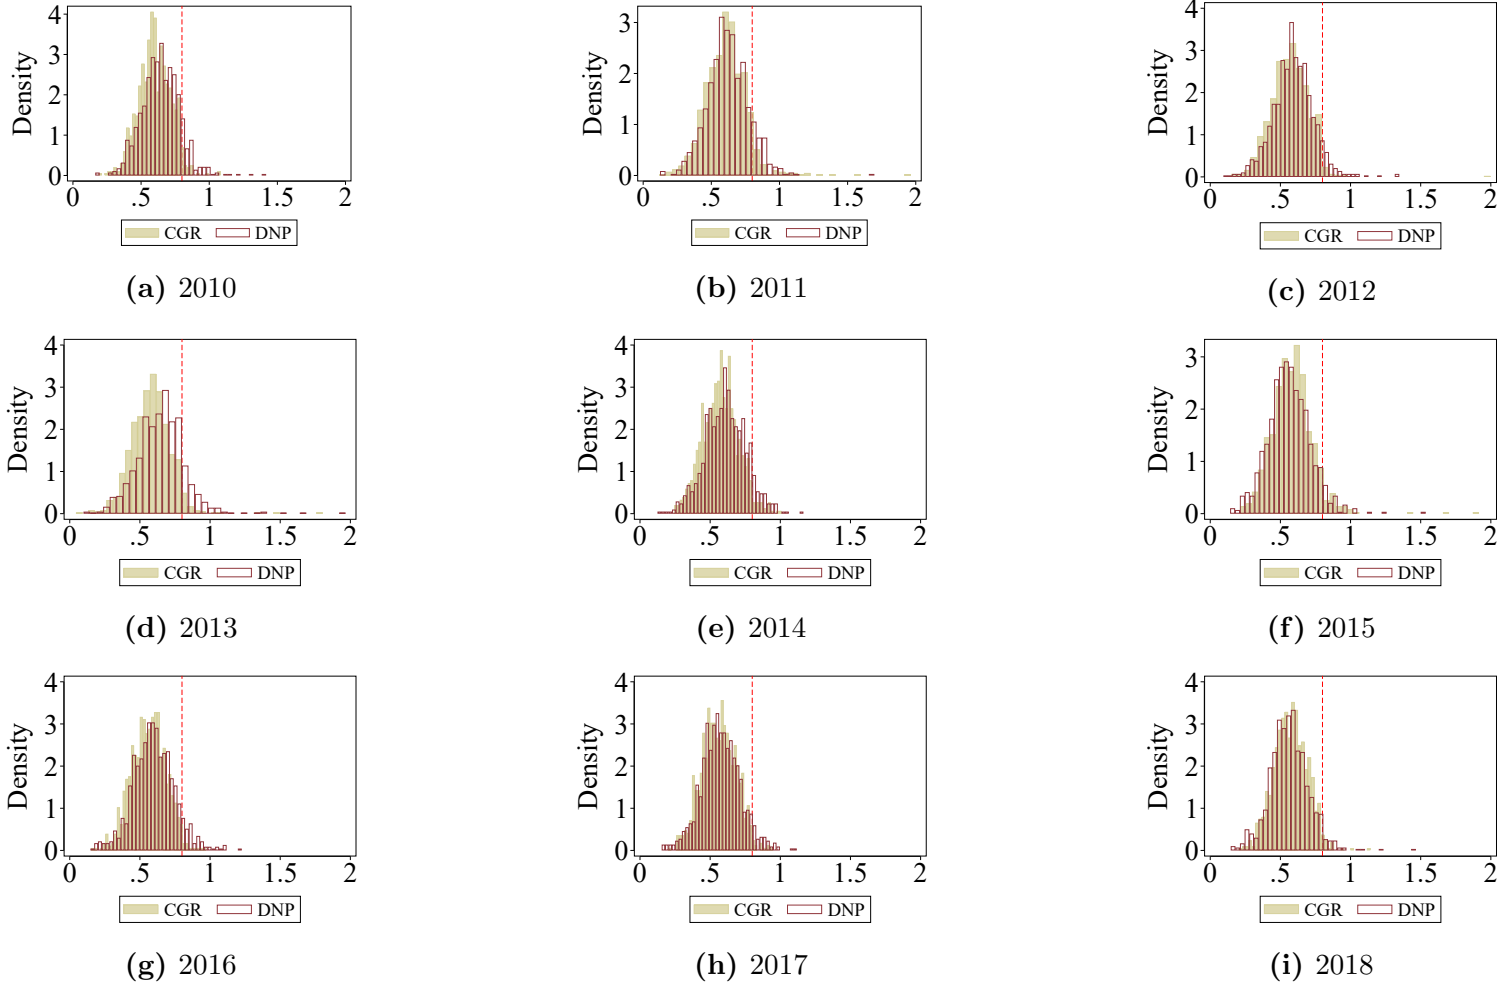 Density
4
3
2
1
0
0 .5 1 1.5 2
CGR DNP
(a) 2010
Density
3
2
1
0
0 .5 1 1.5 2
CGR DNP
(b) 2011
Density
4
3
2
1
0
0 .5 1 1.5 2
CGR DNP
(c) 2012
Density
4
3
2
1
0
0 .5 1 1.5 2
CGR DNP
(d) 2013
Density
4
3
2
1
0
0 .5 1 1.5 2
CGR DNP
(e) 2014
Density
3
2
1
0
0 .5 1 1.5 2
CGR DNP
(f) 2015
Density
4
3
2
1
0
0 .5 1 1.5 2
CGR DNP
(g) 2016
Density
4
3
2
1
0
0 .5 1 1.5 2
CGR DNP
(h) 2017
Density
4
3
2
1
0
0 .5 1 1.5 2
CGR DNP
(i) 2018